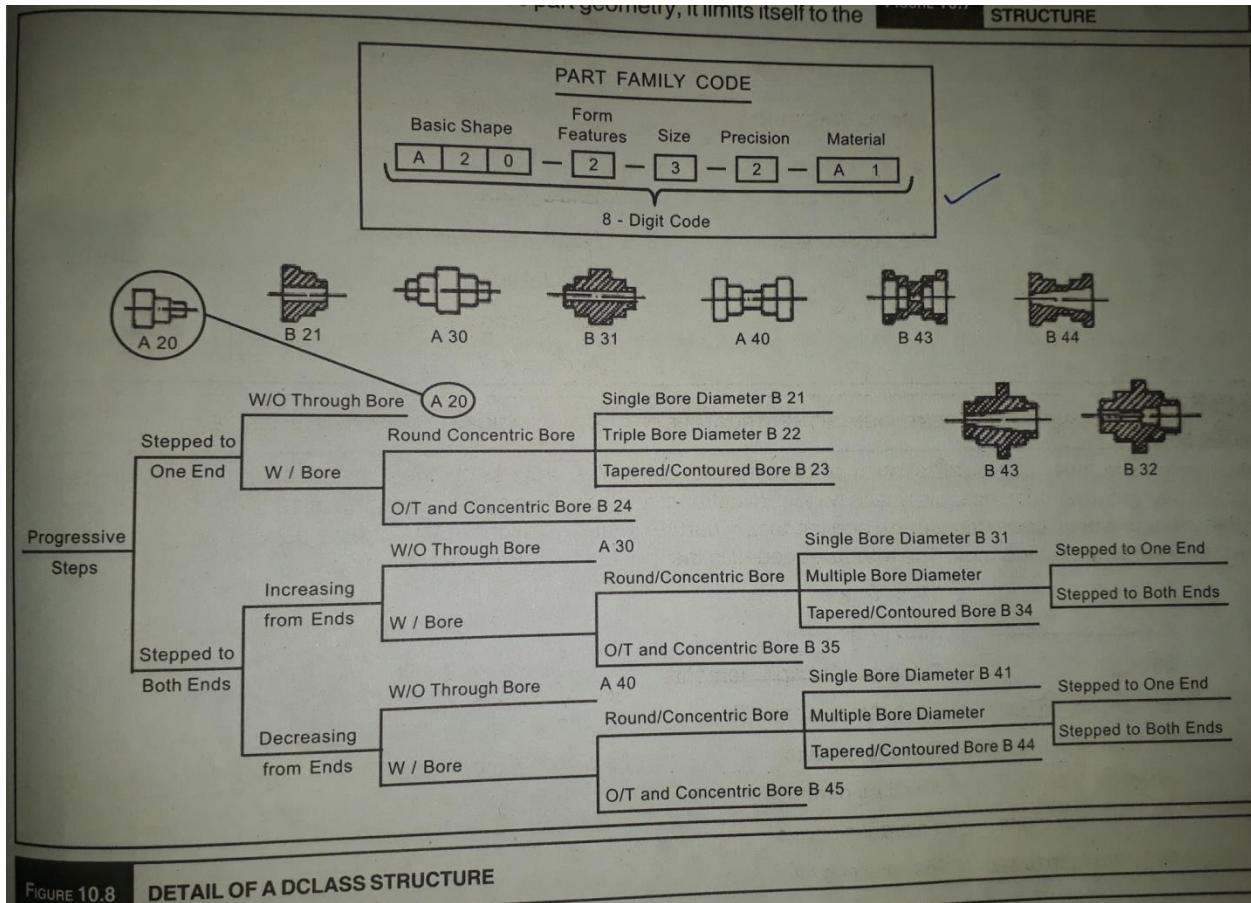 part geometry, it limits itself to the
STRUCTURE
PART FAMILY CODE
Basic Shape
Form
Features
Size
Precision
Material
A 2 0 — 2 — 3 — 2 — A 1
8 - Digit Code
A 20
B 21
A 30
B 31
A 40
B 43
B 44
B 43
B 32
W/O Through Bore
A 20
Single Bore Diameter B 21
Stepped to
One End
Round Concentric Bore
Triple Bore Diameter B 22
W / Bore
Tapered/Contoured Bore B 23
O/T and Concentric Bore B 24
Progressive
Steps
W/O Through Bore
A 30
Single Bore Diameter B 31
Stepped to One End
Increasing
from Ends
Round/Concentric Bore
Multiple Bore Diameter
Stepped to Both Ends
W / Bore
Tapered/Contoured Bore B 34
O/T and Concentric Bore B 35
Stepped to
Both Ends
W/O Through Bore
A 40
Single Bore Diameter B 41
Stepped to One End
Decreasing
from Ends
Round/Concentric Bore
Multiple Bore Diameter
Stepped to Both Ends
W / Bore
Tapered/Contoured Bore B 44
O/T and Concentric Bore B 45
FIGURE 10.8 DETAIL OF A DCLASS STRUCTURE